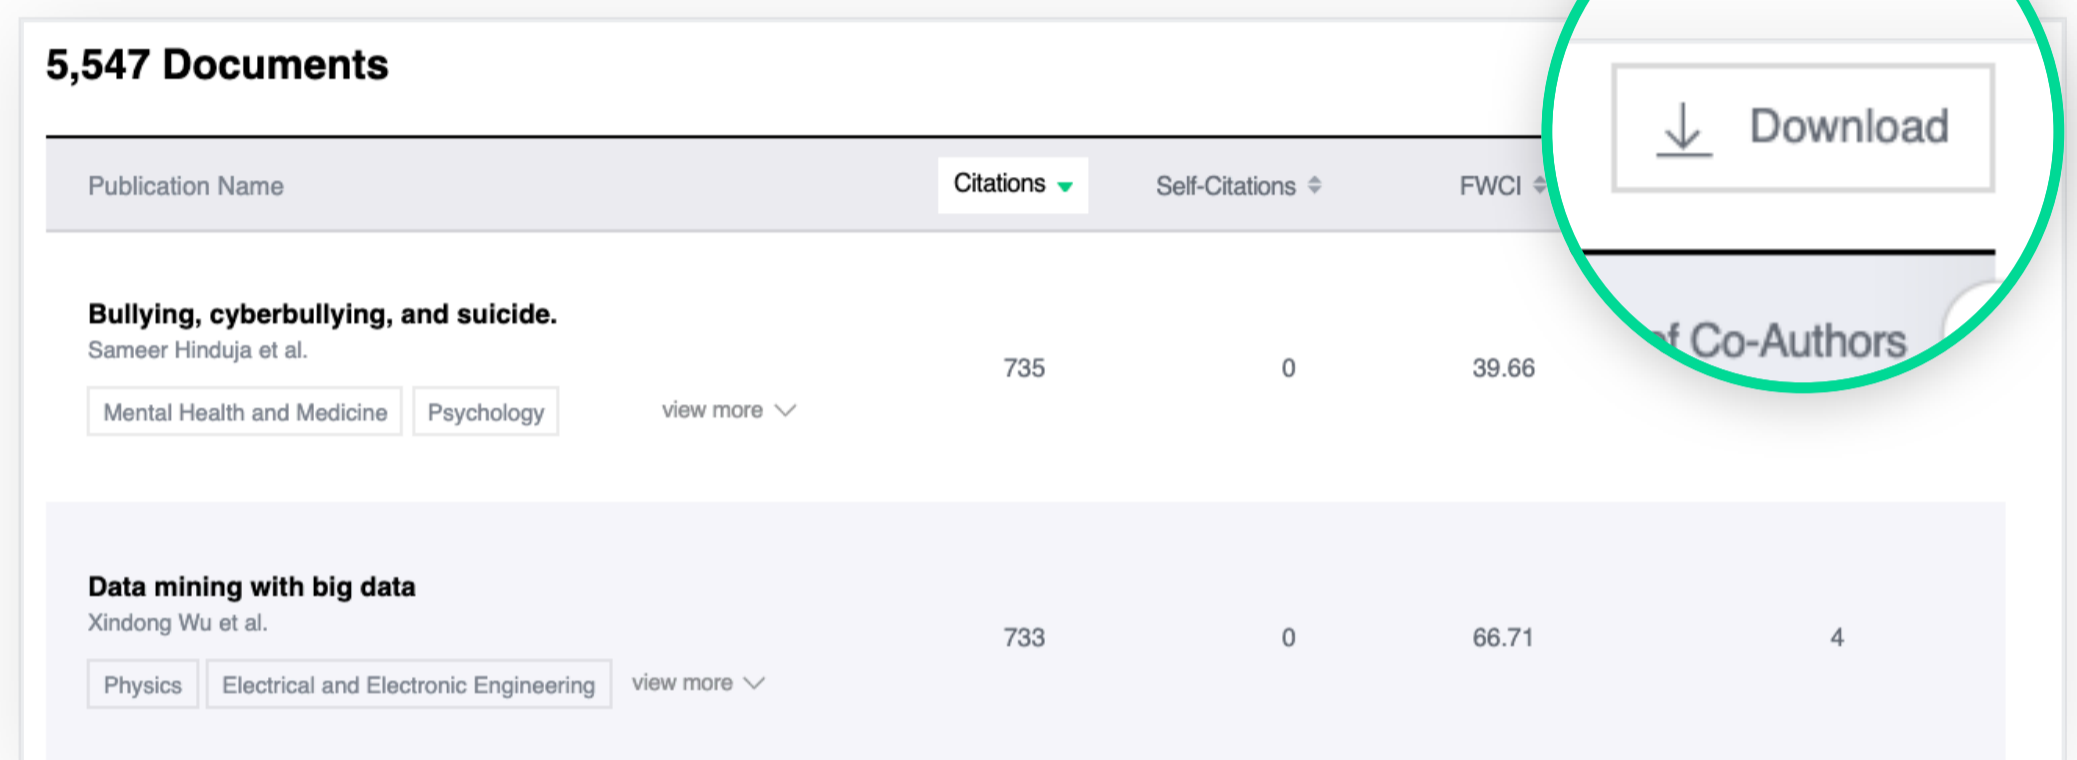 5,547 Documents
Download
Publication Name
Citations
Self-Citations
FWCI
of Co-Authors
Bullying, cyberbullying, and suicide.
Sameer Hinduja et al.
735
0
39.66
Mental Health and Medicine
Psychology
view more
Data mining with big data
Xindong Wu et al.
733
0
66.71
4
Physics
Electrical and Electronic Engineering
view more